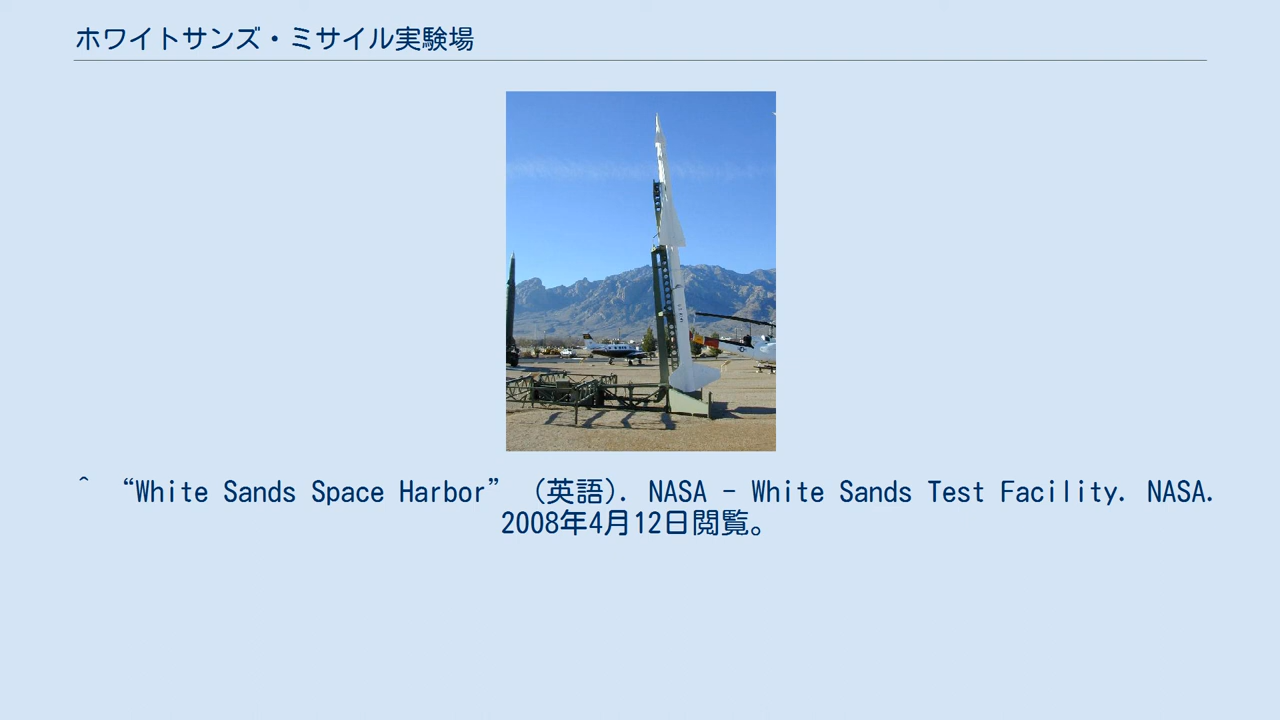 ホワイトサンズ・ミサイル実験場
^ “White Sands Space Harbor” (英語). NASA - White Sands Test Facility. NASA.
2008年4月12日閲覧。